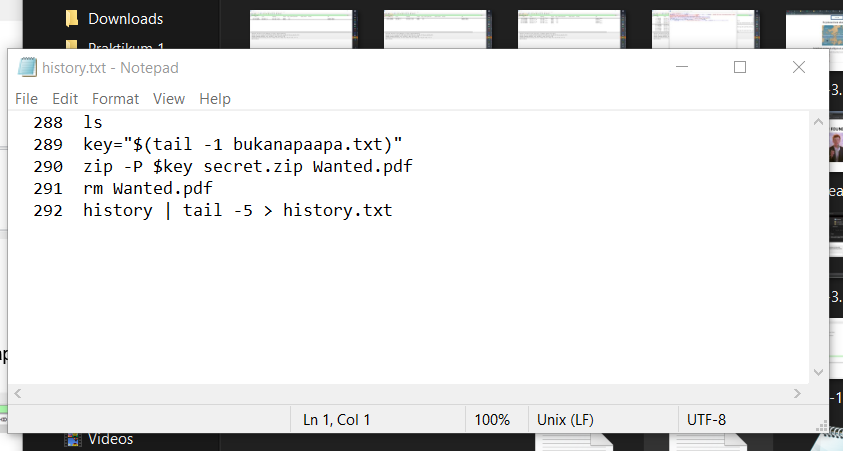 Downloads
Praktikum 1
history.txt - Notepad
File Edit Format View Help
288 ls
289 key="$(tail -1 bukanapaapa.txt)"
290 zip -P $key secret.zip Wanted.pdf
291 rm Wanted.pdf
292 history | tail -5 > history.txt
Ln 1, Col 1 100% Unix (LF) UTF-8
Videos